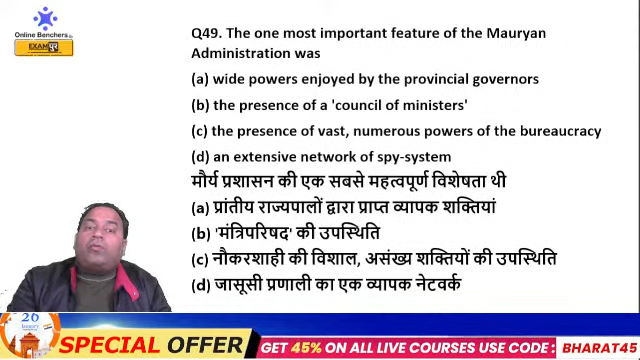 Online Benchers
EXAM पुर
Q49. The one most important feature of the Mauryan
Administration was
(a) wide powers enjoyed by the provincial governors
(b) the presence of a 'council of ministers'
(c) the presence of vast, numerous powers of the bureaucracy
(d) an extensive network of spy-system
मौर्य प्रशासन की एक सबसे महत्वपूर्ण विशेषता थी
(a) प्रांतीय राज्यपालों द्वारा प्राप्त व्यापक शक्तियां
(b) 'मंत्रिपरिषद' की उपस्थिति
(c) नौकरशाही की विशाल, असंख्य शक्तियों की उपस्थिति
(d) जासूसी प्रणाली का एक व्यापक नेटवर्क
26
January
SPECIAL OFFER
GET 45% ON ALL LIVE COURSES USE CODE : BHARAT45